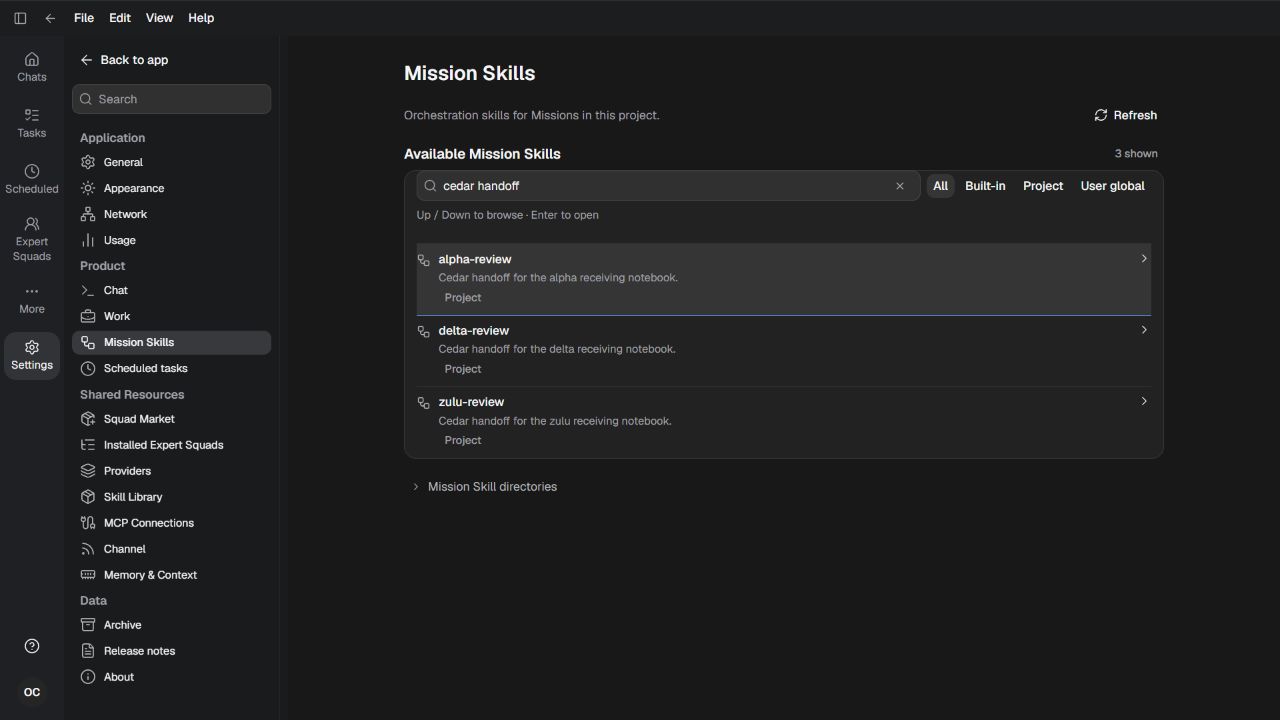 File Edit View Help
Chats
Tasks
Scheduled
Expert
Squads
More
Settings
OC
Back to app
Search
Application
General
Appearance
Network
Usage
Product
Chat
Work
Mission Skills
Scheduled tasks
Shared Resources
Squad Market
Installed Expert Squads
Providers
Skill Library
MCP Connections
Channel
Memory & Context
Data
Archive
Release notes
About
Mission Skills
Orchestration skills for Missions in this project.
Refresh
Available Mission Skills
3 shown
cedar handoff
All Built-in Project User global
Up / Down to browse · Enter to open
alpha-review
Cedar handoff for the alpha receiving notebook.
Project
delta-review
Cedar handoff for the delta receiving notebook.
Project
zulu-review
Cedar handoff for the zulu receiving notebook.
Project
Mission Skill directories